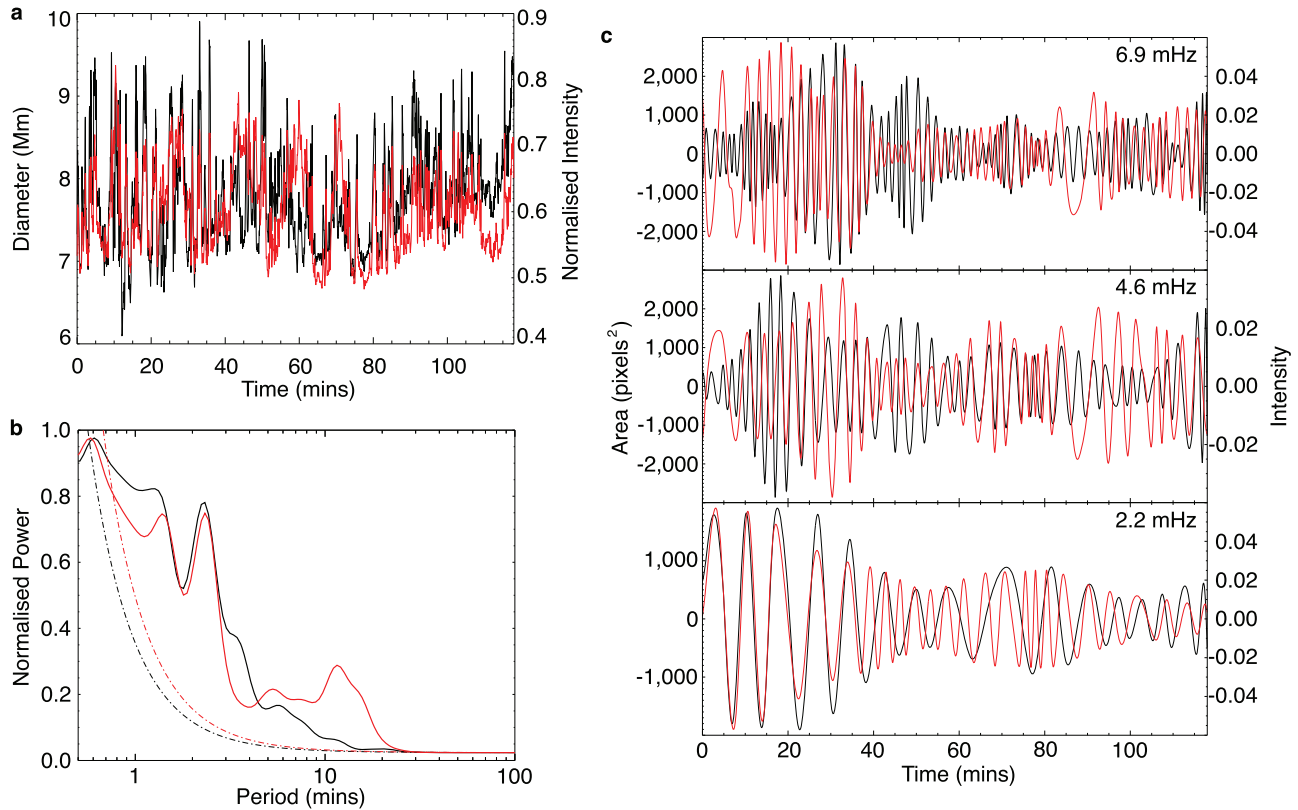 a
10
9
8
7
6
Diameter (Mm)
0.9
0.8
0.7
0.6
0.5
0.4
Normalised Intensity
0 20 40 60 80 100
Time (mins)
b
1.0
0.8
0.6
0.4
0.2
0.0
Normalised Power
1 10 100
Period (mins)
c
6.9 mHz
2,000
1,000
0
-1,000
-2,000
0.04
0.02
0.00
-0.02
-0.04
4.6 mHz
2,000
1,000
0
-1,000
-2,000
Area (pixels²)
0.02
0.00
-0.02
Intensity
2.2 mHz
1,000
0
-1,000
0.04
0.02
0.00
-0.02
-0.04
0 20 40 60 80 100
Time (mins)